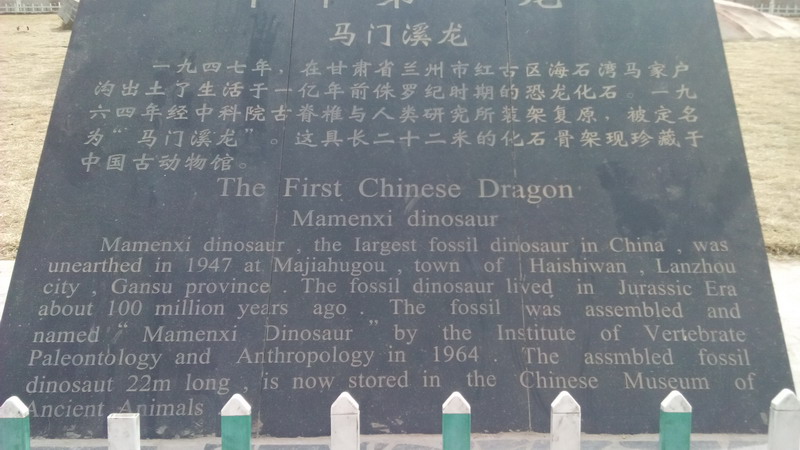 马门溪龙
一九四七年，在甘肃省兰州市红古区海石湾马家户
沟出土了生活于一亿年前侏罗纪时期的恐龙化石。一九
六四年经中科院古脊椎与人类研究所装架复原，被定名
为“马门溪龙”。这具长二十二米的化石骨架现珍藏于
中国古动物馆。
The First Chinese Dragon
Mamenxi dinosaur
Mamenxi dinosaur , the largest fossil dinosaur in China , was
unearthed in 1947 at Majiahugou , town of Haishiwan , Lanzhou
city , Gansu province . The fossil dinosaur lived in Jurassic Era
about 100 million years ago . The fossil was assembled and
named “ Mamenxi Dinosaur ” by the Institute of Vertebrate
Paleontology and Anthropology in 1964 . The assmbled fossil
dinosaut 22m long , is now stored in the Chinese Museum of
Ancient Animals